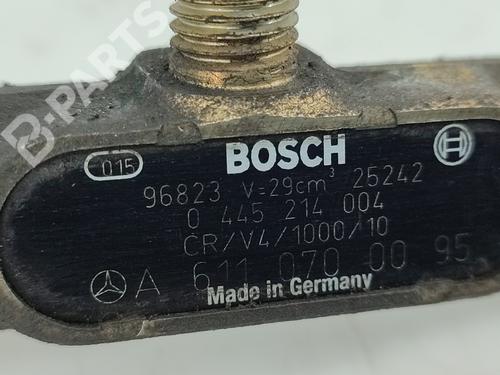 B-PARTS
015
BOSCH
96823 V=29cm³ 25242
0 445 214 004
CR/V4/1000/10
A 611 070 00 95
Made in Germany